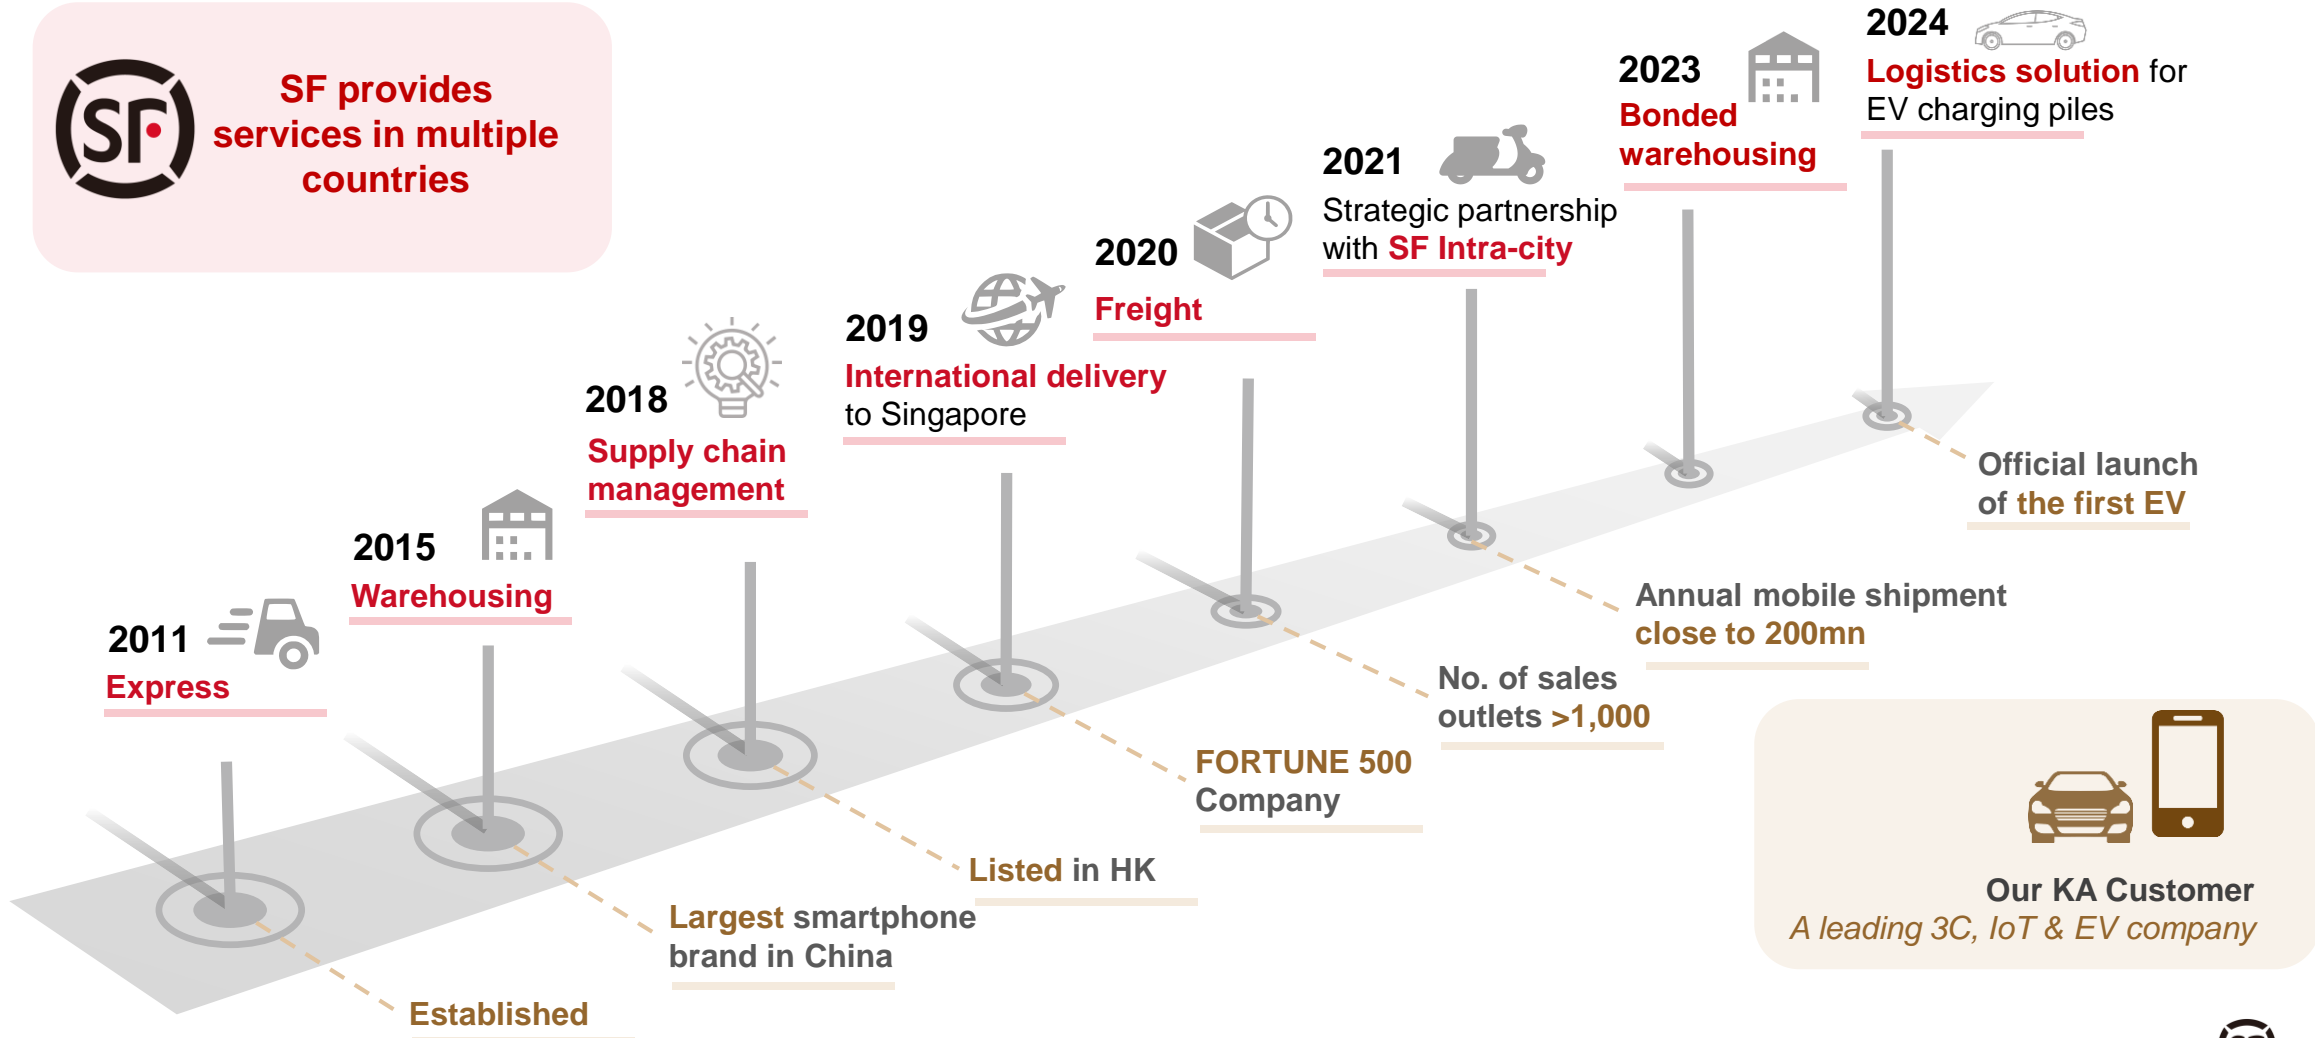 SF
SF provides
services in multiple
countries
2011
Express
2015
Warehousing
2018
Supply chain
management
2019
International delivery
to Singapore
2020
Freight
2021
Strategic partnership
with SF Intra-city
2023
Bonded
warehousing
2024
Logistics solution for
EV charging piles
Established
Largest smartphone
brand in China
Listed in HK
FORTUNE 500
Company
No. of sales
outlets >1,000
Annual mobile shipment
close to 200mn
Official launch
of the first EV
Our KA Customer
A leading 3C, IoT & EV company